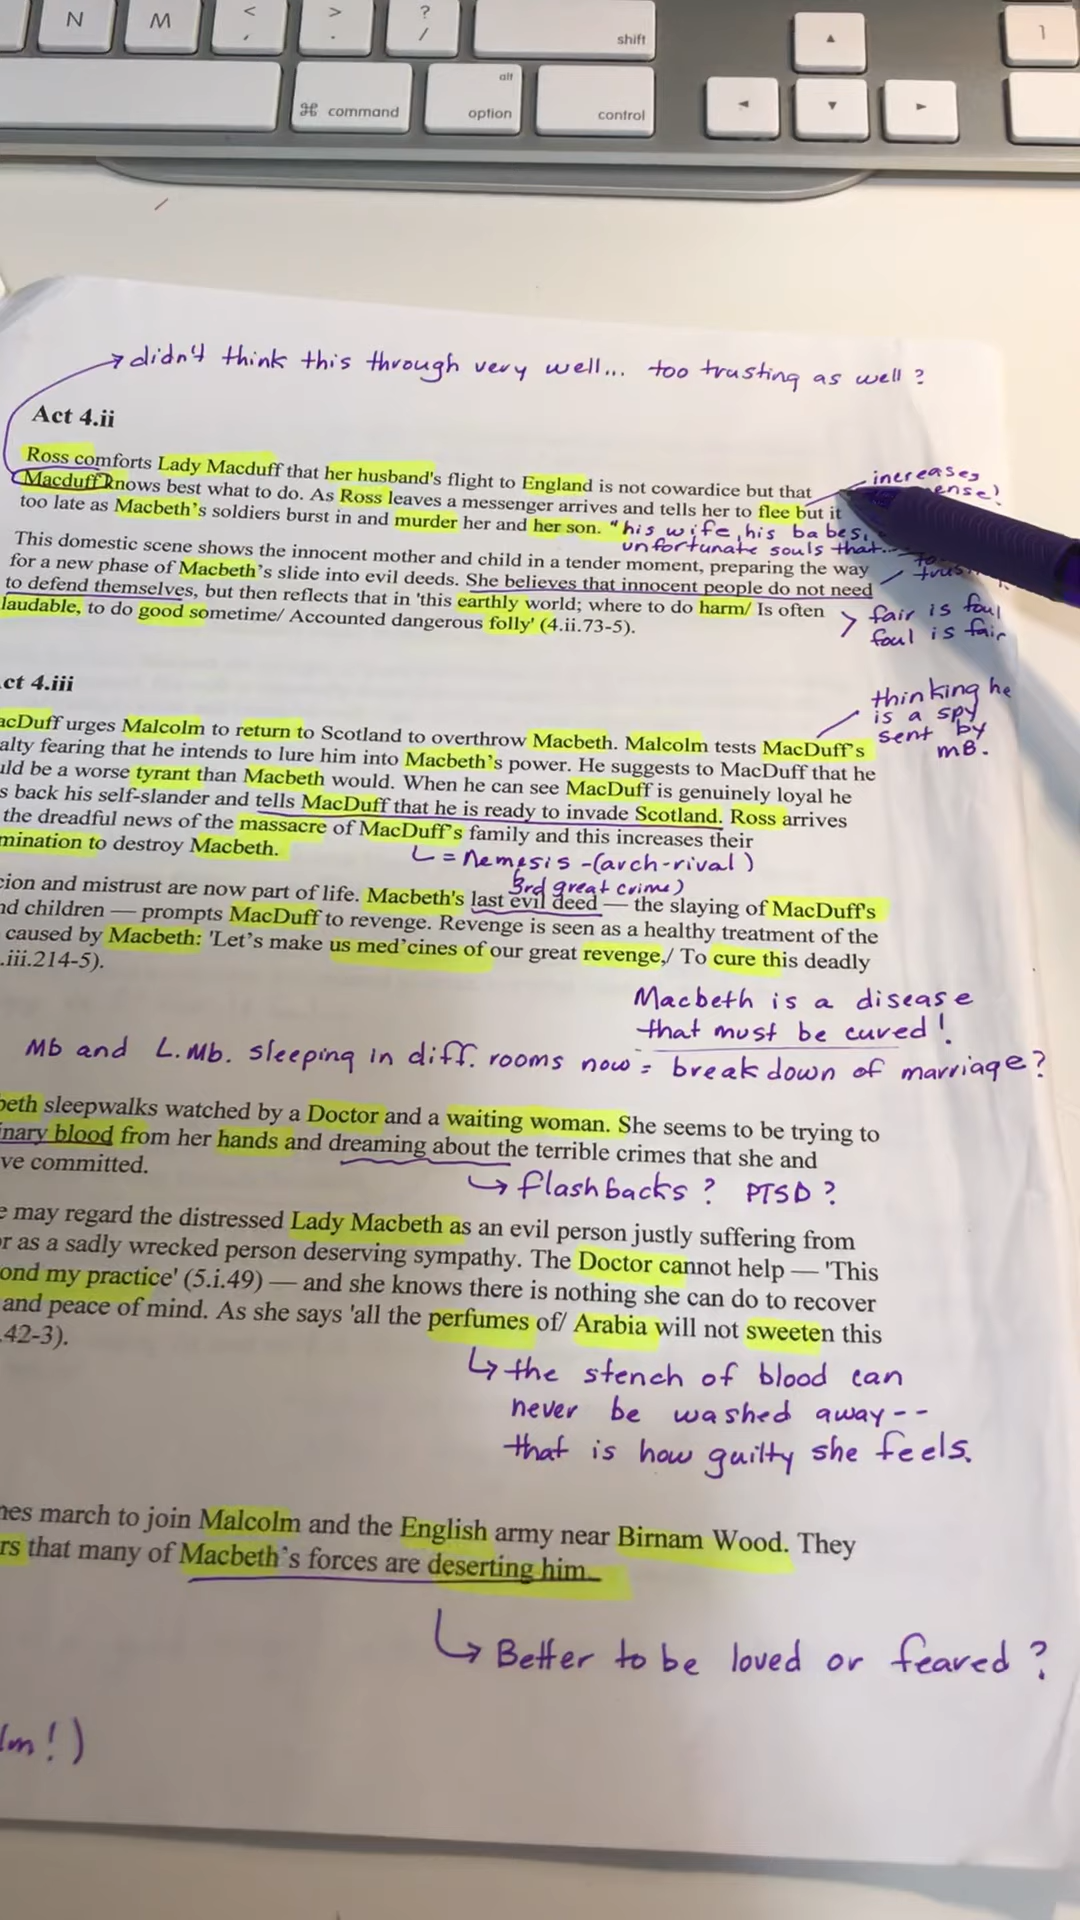 N M < , > . ? / shift
⌘ command alt option control
1
didn't think this through very well... too trusting as well?
Act 4.ii
Ross comforts Lady Macduff that her husband's flight to England is not cowardice but that
Macduff knows best what to do. As Ross leaves a messenger arrives and tells her to flee but it
too late as Macbeth's soldiers burst in and murder her and her son. "his wife, his babes,
unfortunate souls that...
increases
This domestic scene shows the innocent mother and child in a tender moment, preparing the way
for a new phase of Macbeth's slide into evil deeds. She believes that innocent people do not need
to defend themselves, but then reflects that in 'this earthly world; where to do harm/ Is often
laudable, to do good sometime/ Accounted dangerous folly' (4.ii.73-5).
fair is foul
foul is fair
ct 4.iii
thinking he
is a spy
sent by
mB.
acDuff urges Malcolm to return to Scotland to overthrow Macbeth. Malcolm tests MacDuff's
alty fearing that he intends to lure him into Macbeth's power. He suggests to MacDuff that he
uld be a worse tyrant than Macbeth would. When he can see MacDuff is genuinely loyal he
s back his self-slander and tells MacDuff that he is ready to invade Scotland. Ross arrives
the dreadful news of the massacre of MacDuff's family and this increases their
mination to destroy Macbeth.
= nemesis - (arch-rival)
3rd great crime)
cion and mistrust are now part of life. Macbeth's last evil deed — the slaying of MacDuff's
nd children — prompts MacDuff to revenge. Revenge is seen as a healthy treatment of the
caused by Macbeth: 'Let's make us med'cines of our great revenge,/ To cure this deadly
.iii.214-5).
Macbeth is a disease
that must be cured!
Mb and L.Mb. sleeping in diff. rooms now = breakdown of marriage?
beth sleepwalks watched by a Doctor and a waiting woman. She seems to be trying to
inary blood from her hands and dreaming about the terrible crimes that she and
ve committed.
flashbacks? PTSD?
e may regard the distressed Lady Macbeth as an evil person justly suffering from
or as a sadly wrecked person deserving sympathy. The Doctor cannot help — 'This
ond my practice' (5.i.49) — and she knows there is nothing she can do to recover
and peace of mind. As she says 'all the perfumes of/ Arabia will not sweeten this
.42-3).
the stench of blood can
never be washed away--
that is how guilty she feels.
nes march to join Malcolm and the English army near Birnam Wood. They
rs that many of Macbeth's forces are deserting him.
Better to be loved or feared?
lm!)